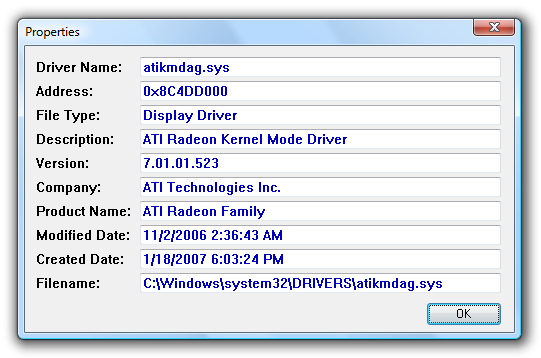 Properties
Driver Name: atikmdag.sys
Address: 0x8C4DD000
File Type: Display Driver
Description: ATI Radeon Kernel Mode Driver
Version: 7.01.01.523
Company: ATI Technologies Inc.
Product Name: ATI Radeon Family
Modified Date: 11/2/2006 2:36:43 AM
Created Date: 1/18/2007 6:03:24 PM
Filename: C:\Windows\system32\DRIVERS\atikmdag.sys
OK